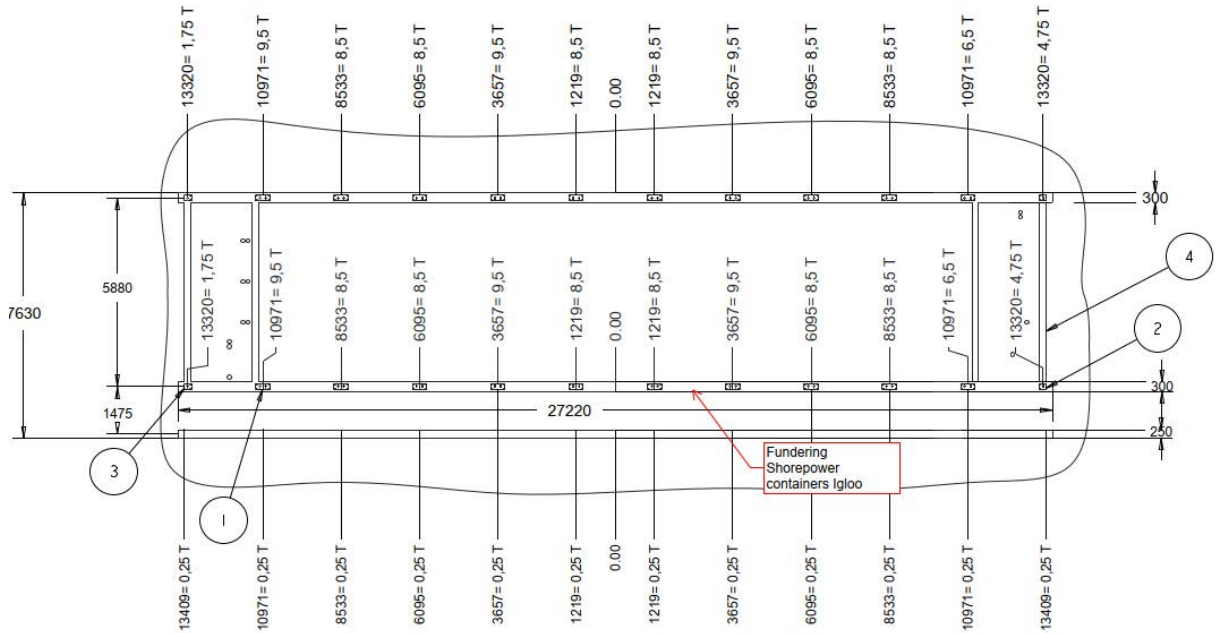 13320= 1,75 T
10971= 9,5 T
8533= 8,5 T
6095= 8,5 T
3657= 9,5 T
1219= 8,5 T
0.00
1219= 8,5 T
3657= 9,5 T
6095= 8,5 T
8533= 8,5 T
10971= 6,5 T
13320= 4,75 T
300
7630
5880
13320= 1,75 T
10971= 9,5 T
8533= 8,5 T
6095= 8,5 T
3657= 9,5 T
1219= 8,5 T
0.00
1219= 8,5 T
3657= 9,5 T
6095= 8,5 T
8533= 8,5 T
10971= 6,5 T
13320= 4,75 T
4
2
300
1475
27220
250
3
1
Fundering
Shorepower
containers Igloo
13409= 0,25 T
10971= 0,25 T
8533= 0,25 T
6095= 0,25 T
3657= 0,25 T
1219= 0,25 T
0.00
1219= 0,25 T
3657= 0,25 T
6095= 0,25 T
8533= 0,25 T
10971= 0,25 T
13409= 0,25 T